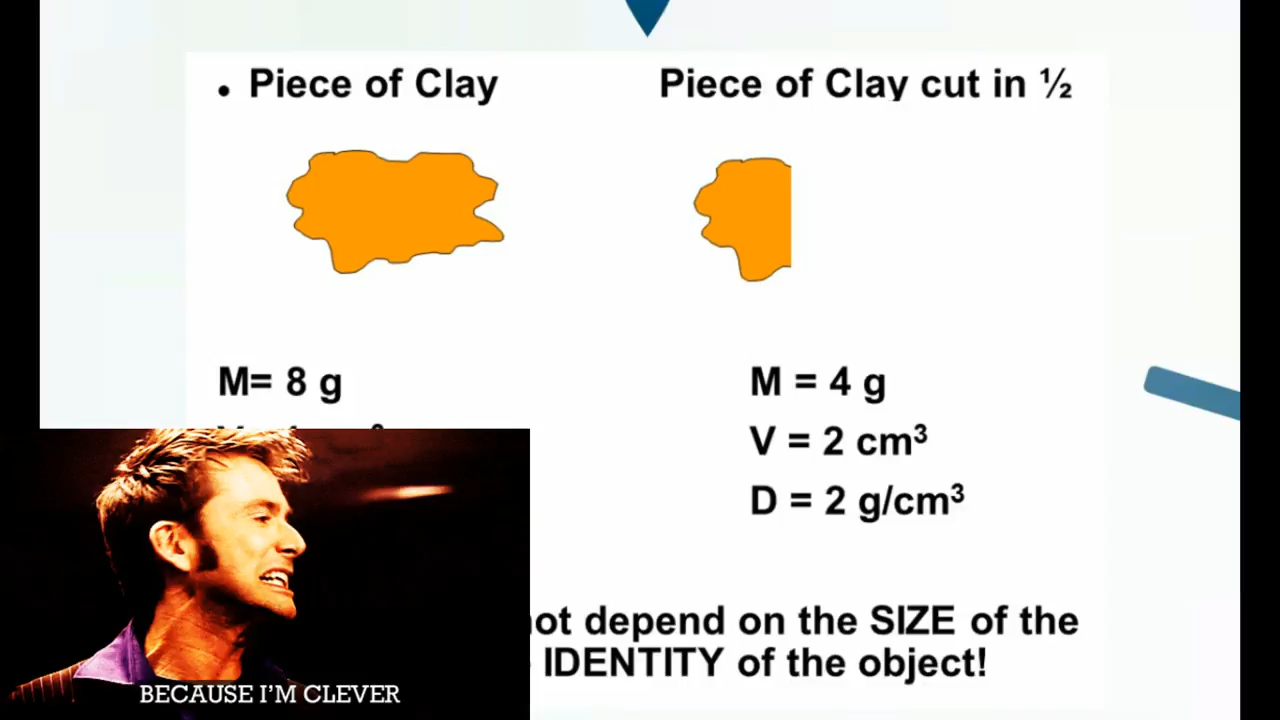 • Piece of Clay
Piece of Clay cut in ½
M= 8 g
M = 4 g
V = 2 cm³
D = 2 g/cm³
not depend on the SIZE of the
IDENTITY of the object!
BECAUSE I'M CLEVER